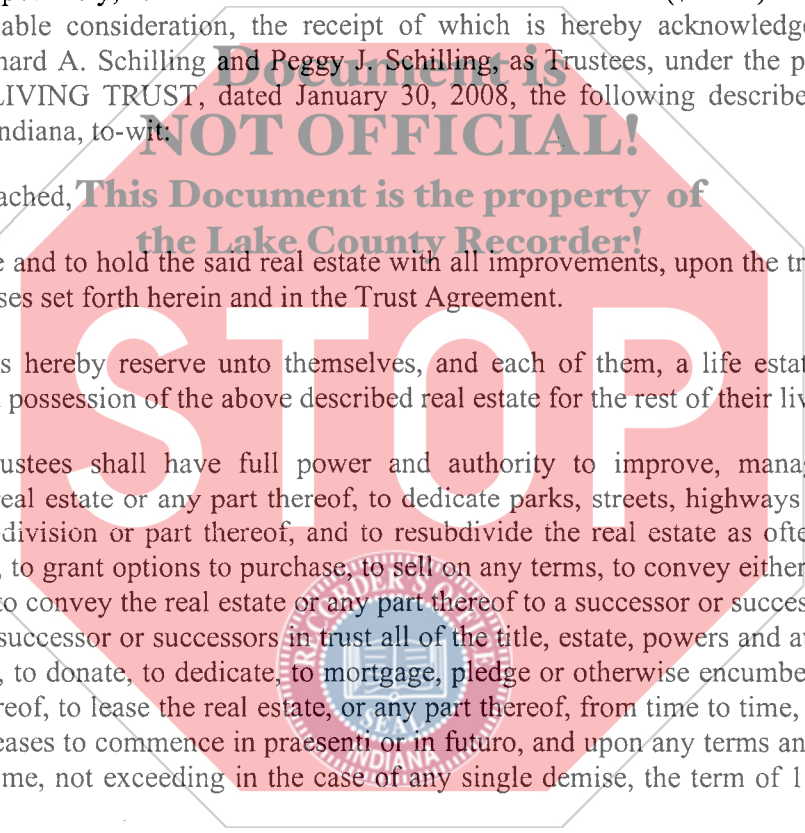 able consideration, the receipt of which is hereby acknowledge
hard A. Schilling and Peggy J. Schilling, as Trustees, under the p
Document is
LIVING TRUST, dated January 30, 2008, the following describe
ndiana, to-wit:
NOT OFFICIAL!
ached,
This Document is the property of
the Lake County Recorder!
e and to hold the said real estate with all improvements, upon the tr
ses set forth herein and in the Trust Agreement.
STOP
s hereby reserve unto themselves, and each of them, a life estat
possession of the above described real estate for the rest of their liv
ustees shall have full power and authority to improve, manag
real estate or any part thereof, to dedicate parks, streets, highways
division or part thereof, and to resubdivide the real estate as ofte
, to grant options to purchase, to sell on any terms, to convey either
to convey the real estate or any part thereof to a successor or succes
successor or successors in trust all of the title, estate, powers and au
, to donate, to dedicate, to mortgage, pledge or otherwise encumbe
reof, to lease the real estate, or any part thereof, from time to time,
eases to commence in praesenti or in futuro, and upon any terms an
me, not exceeding in the case of any single demise, the term of 1
RECORDER'S OFFICE
SEAL
INDIANA